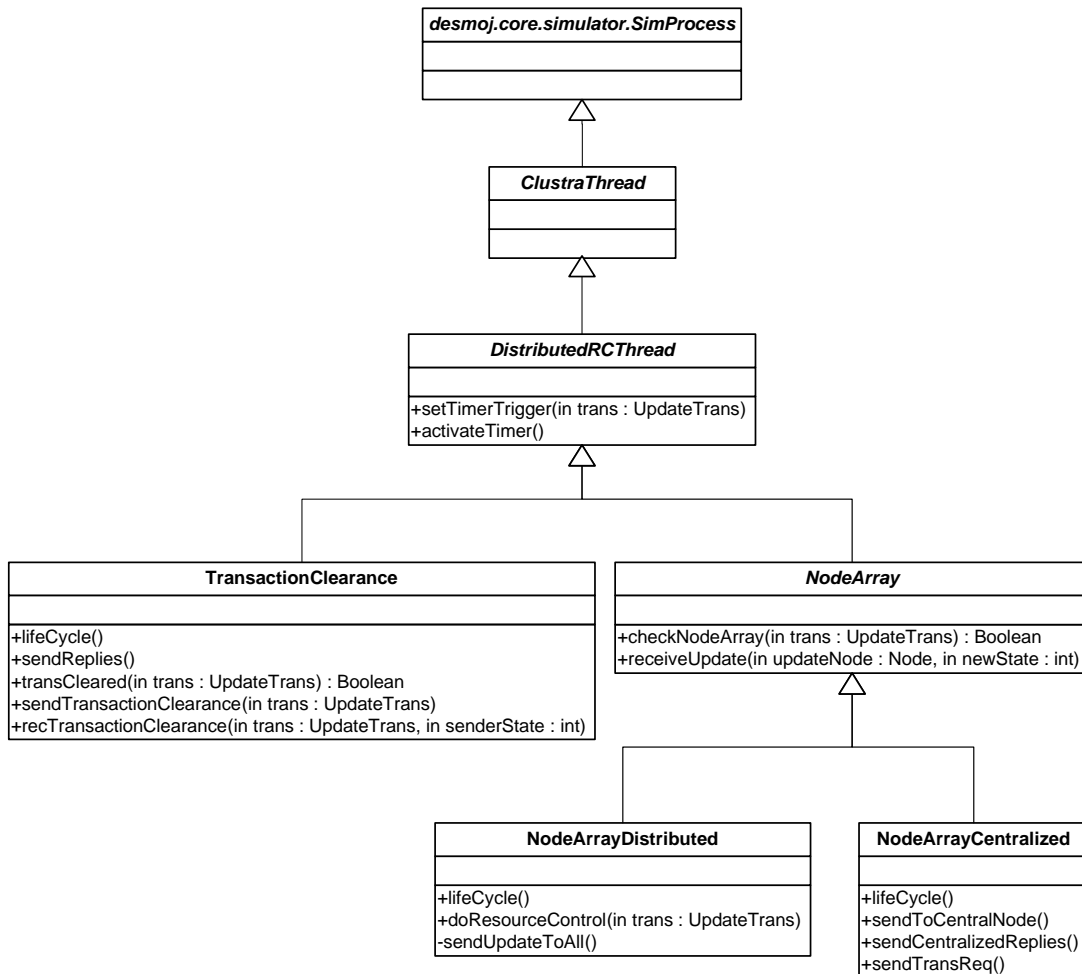 desmoj.core.simulator.SimProcess
ClustraThread
DistributedRCThread
+setTimerTrigger(in trans : UpdateTrans)
+activateTimer()
TransactionClearance
+lifeCycle()
+sendReplies()
+transCleared(in trans : UpdateTrans) : Boolean
+sendTransactionClearance(in trans : UpdateTrans)
+recTransactionClearance(in trans : UpdateTrans, in senderState : int)
NodeArray
+checkNodeArray(in trans : UpdateTrans) : Boolean
+receiveUpdate(in updateNode : Node, in newState : int)
NodeArrayDistributed
+lifeCycle()
+doResourceControl(in trans : UpdateTrans)
-sendUpdateToAll()
NodeArrayCentralized
+lifeCycle()
+sendToCentralNode()
+sendCentralizedReplies()
+sendTransReq()